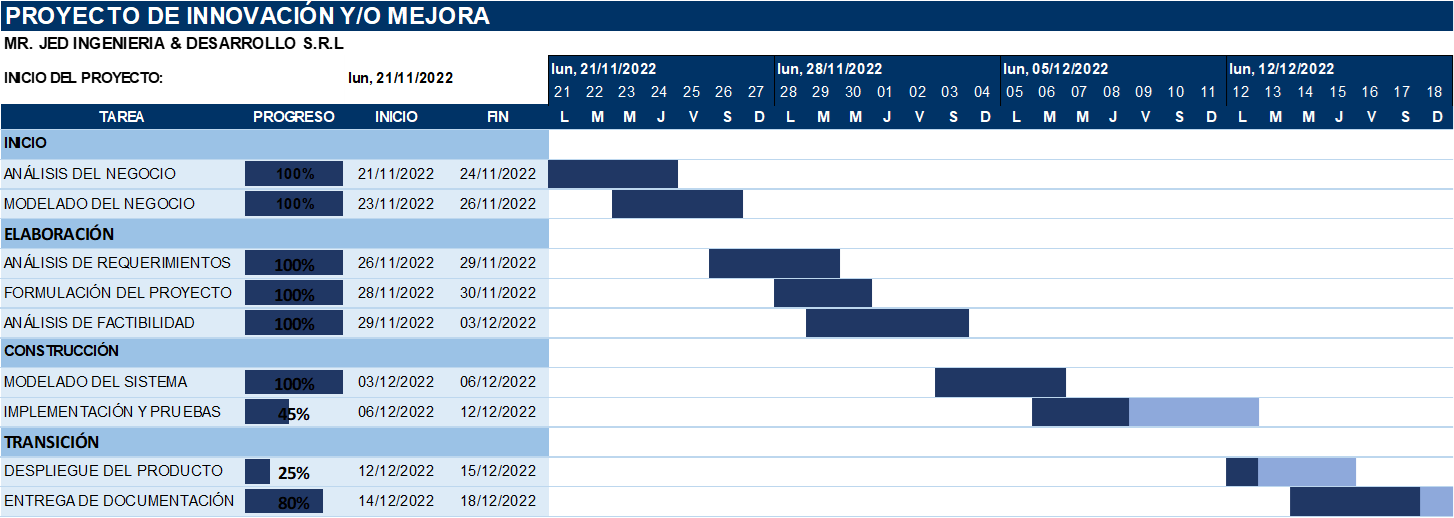 PROYECTO DE INNOVACIÓN Y/O MEJORA
MR. JED INGENIERIA & DESARROLLO S.R.L
INICIO DEL PROYECTO: lun, 21/11/2022 lun, 21/11/2022 lun, 28/11/2022 lun, 05/12/2022 lun, 12/12/2022
21 22 23 24 25 26 27 28 29 30 01 02 03 04 05 06 07 08 09 10 11 12 13 14 15 16 17 18
TAREA PROGRESO INICIO FIN L M M J V S D L M M J V S D L M M J V S D L M M J V S D
INICIO
ANÁLISIS DEL NEGOCIO 100% 21/11/2022 24/11/2022
MODELADO DEL NEGOCIO 100% 23/11/2022 26/11/2022
ELABORACIÓN
ANÁLISIS DE REQUERIMIENTOS 100% 26/11/2022 29/11/2022
FORMULACIÓN DEL PROYECTO 100% 28/11/2022 30/11/2022
ANÁLISIS DE FACTIBILIDAD 100% 29/11/2022 03/12/2022
CONSTRUCCIÓN
MODELADO DEL SISTEMA 100% 03/12/2022 06/12/2022
IMPLEMENTACIÓN Y PRUEBAS 45% 06/12/2022 12/12/2022
TRANSICIÓN
DESPLIEGUE DEL PRODUCTO 25% 12/12/2022 15/12/2022
ENTREGA DE DOCUMENTACIÓN 80% 14/12/2022 18/12/2022